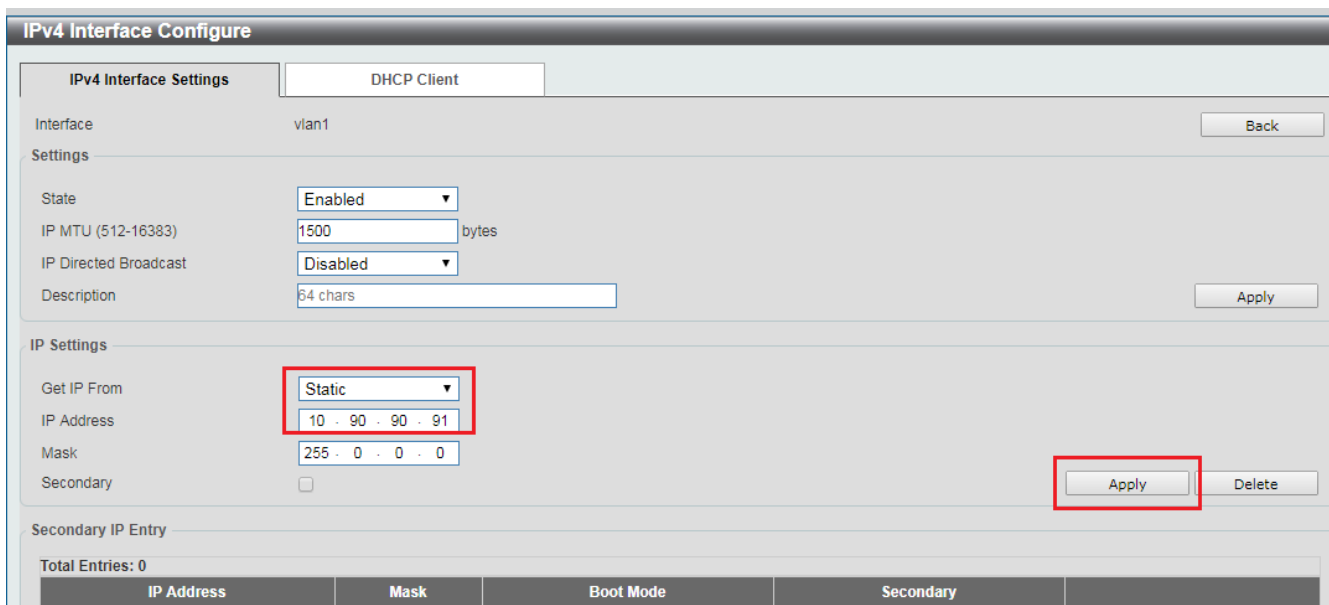 IPv4 Interface Configure
IPv4 Interface Settings DHCP Client
Interface vlan1 Back
Settings
State Enabled
IP MTU (512-16383) 1500 bytes
IP Directed Broadcast Disabled
Description 64 chars Apply
IP Settings
Get IP From Static
IP Address 10 . 90 . 90 . 91
Mask 255 . 0 . 0 . 0
Secondary Apply Delete
Secondary IP Entry
Total Entries: 0
IP Address Mask Boot Mode Secondary